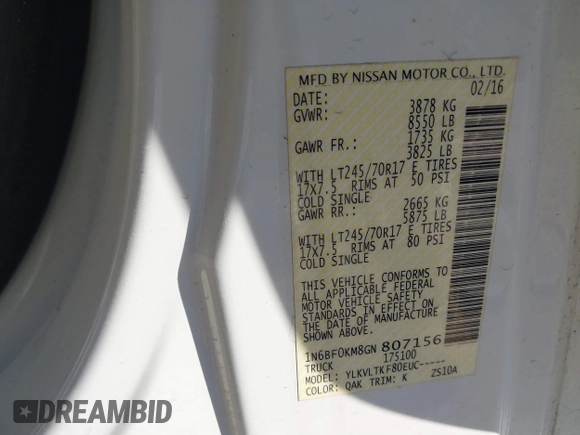 MFD BY NISSAN MOTOR CO., LTD.
DATE: 02/16
GVWR: 3878 KG
8550 LB
GAWR FR.: 1735 KG
3825 LB
WITH LT245/70R17 E TIRES
17X7.5 RIMS AT 50 PSI
COLD SINGLE
GAWR RR.: 2665 KG
5875 LB
WITH LT245/70R17 E TIRES
17X7.5 RIMS AT 80 PSI
COLD SINGLE
THIS VEHICLE CONFORMS TO
ALL APPLICABLE FEDERAL
MOTOR VEHICLE SAFETY
STANDARDS IN EFFECT ON
THE DATE OF MANUFACTURE
SHOWN ABOVE.
1N6BF0KM8GN 807156
TRUCK 175100
MODEL: YLKVLTKF80EUC-----
COLOR: QAK TRIM: K ZS10A
DREAMBID